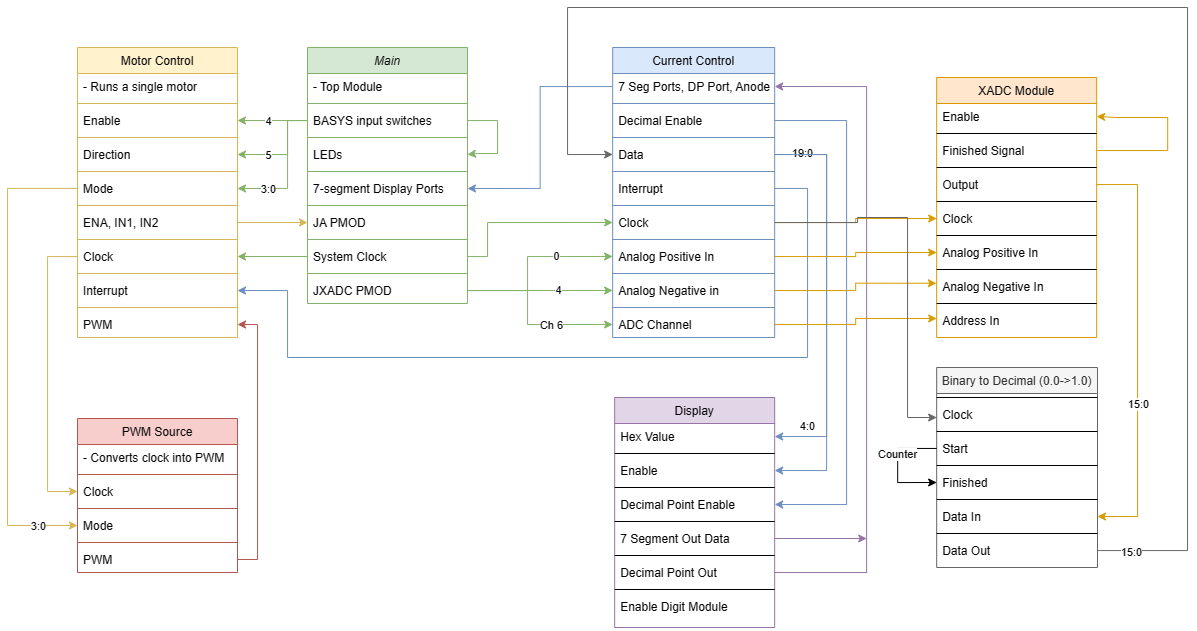 Motor Control
- Runs a single motor
Enable
Direction
Mode
ENA, IN1, IN2
Clock
Interrupt
PWM
4
5
3:0
Main
- Top Module
BASYS input switches
LEDs
7-segment Display Ports
JA PMOD
System Clock
JXADC PMOD
0
4
Ch 6
Current Control
7 Seg Ports, DP Port, Anode
Decimal Enable
Data
Interrupt
Clock
Analog Positive In
Analog Negative in
ADC Channel
19:0
XADC Module
Enable
Finished Signal
Output
Clock
Analog Positive In
Analog Negative In
Address In
15:0
PWM Source
- Converts clock into PWM
Clock
Mode
PWM
3:0
Display
Hex Value
Enable
Decimal Point Enable
7 Segment Out Data
Decimal Point Out
Enable Digit Module
4:0
Binary to Decimal (0.0->1.0)
Clock
Start
Finished
Data In
Data Out
Counter
15:0